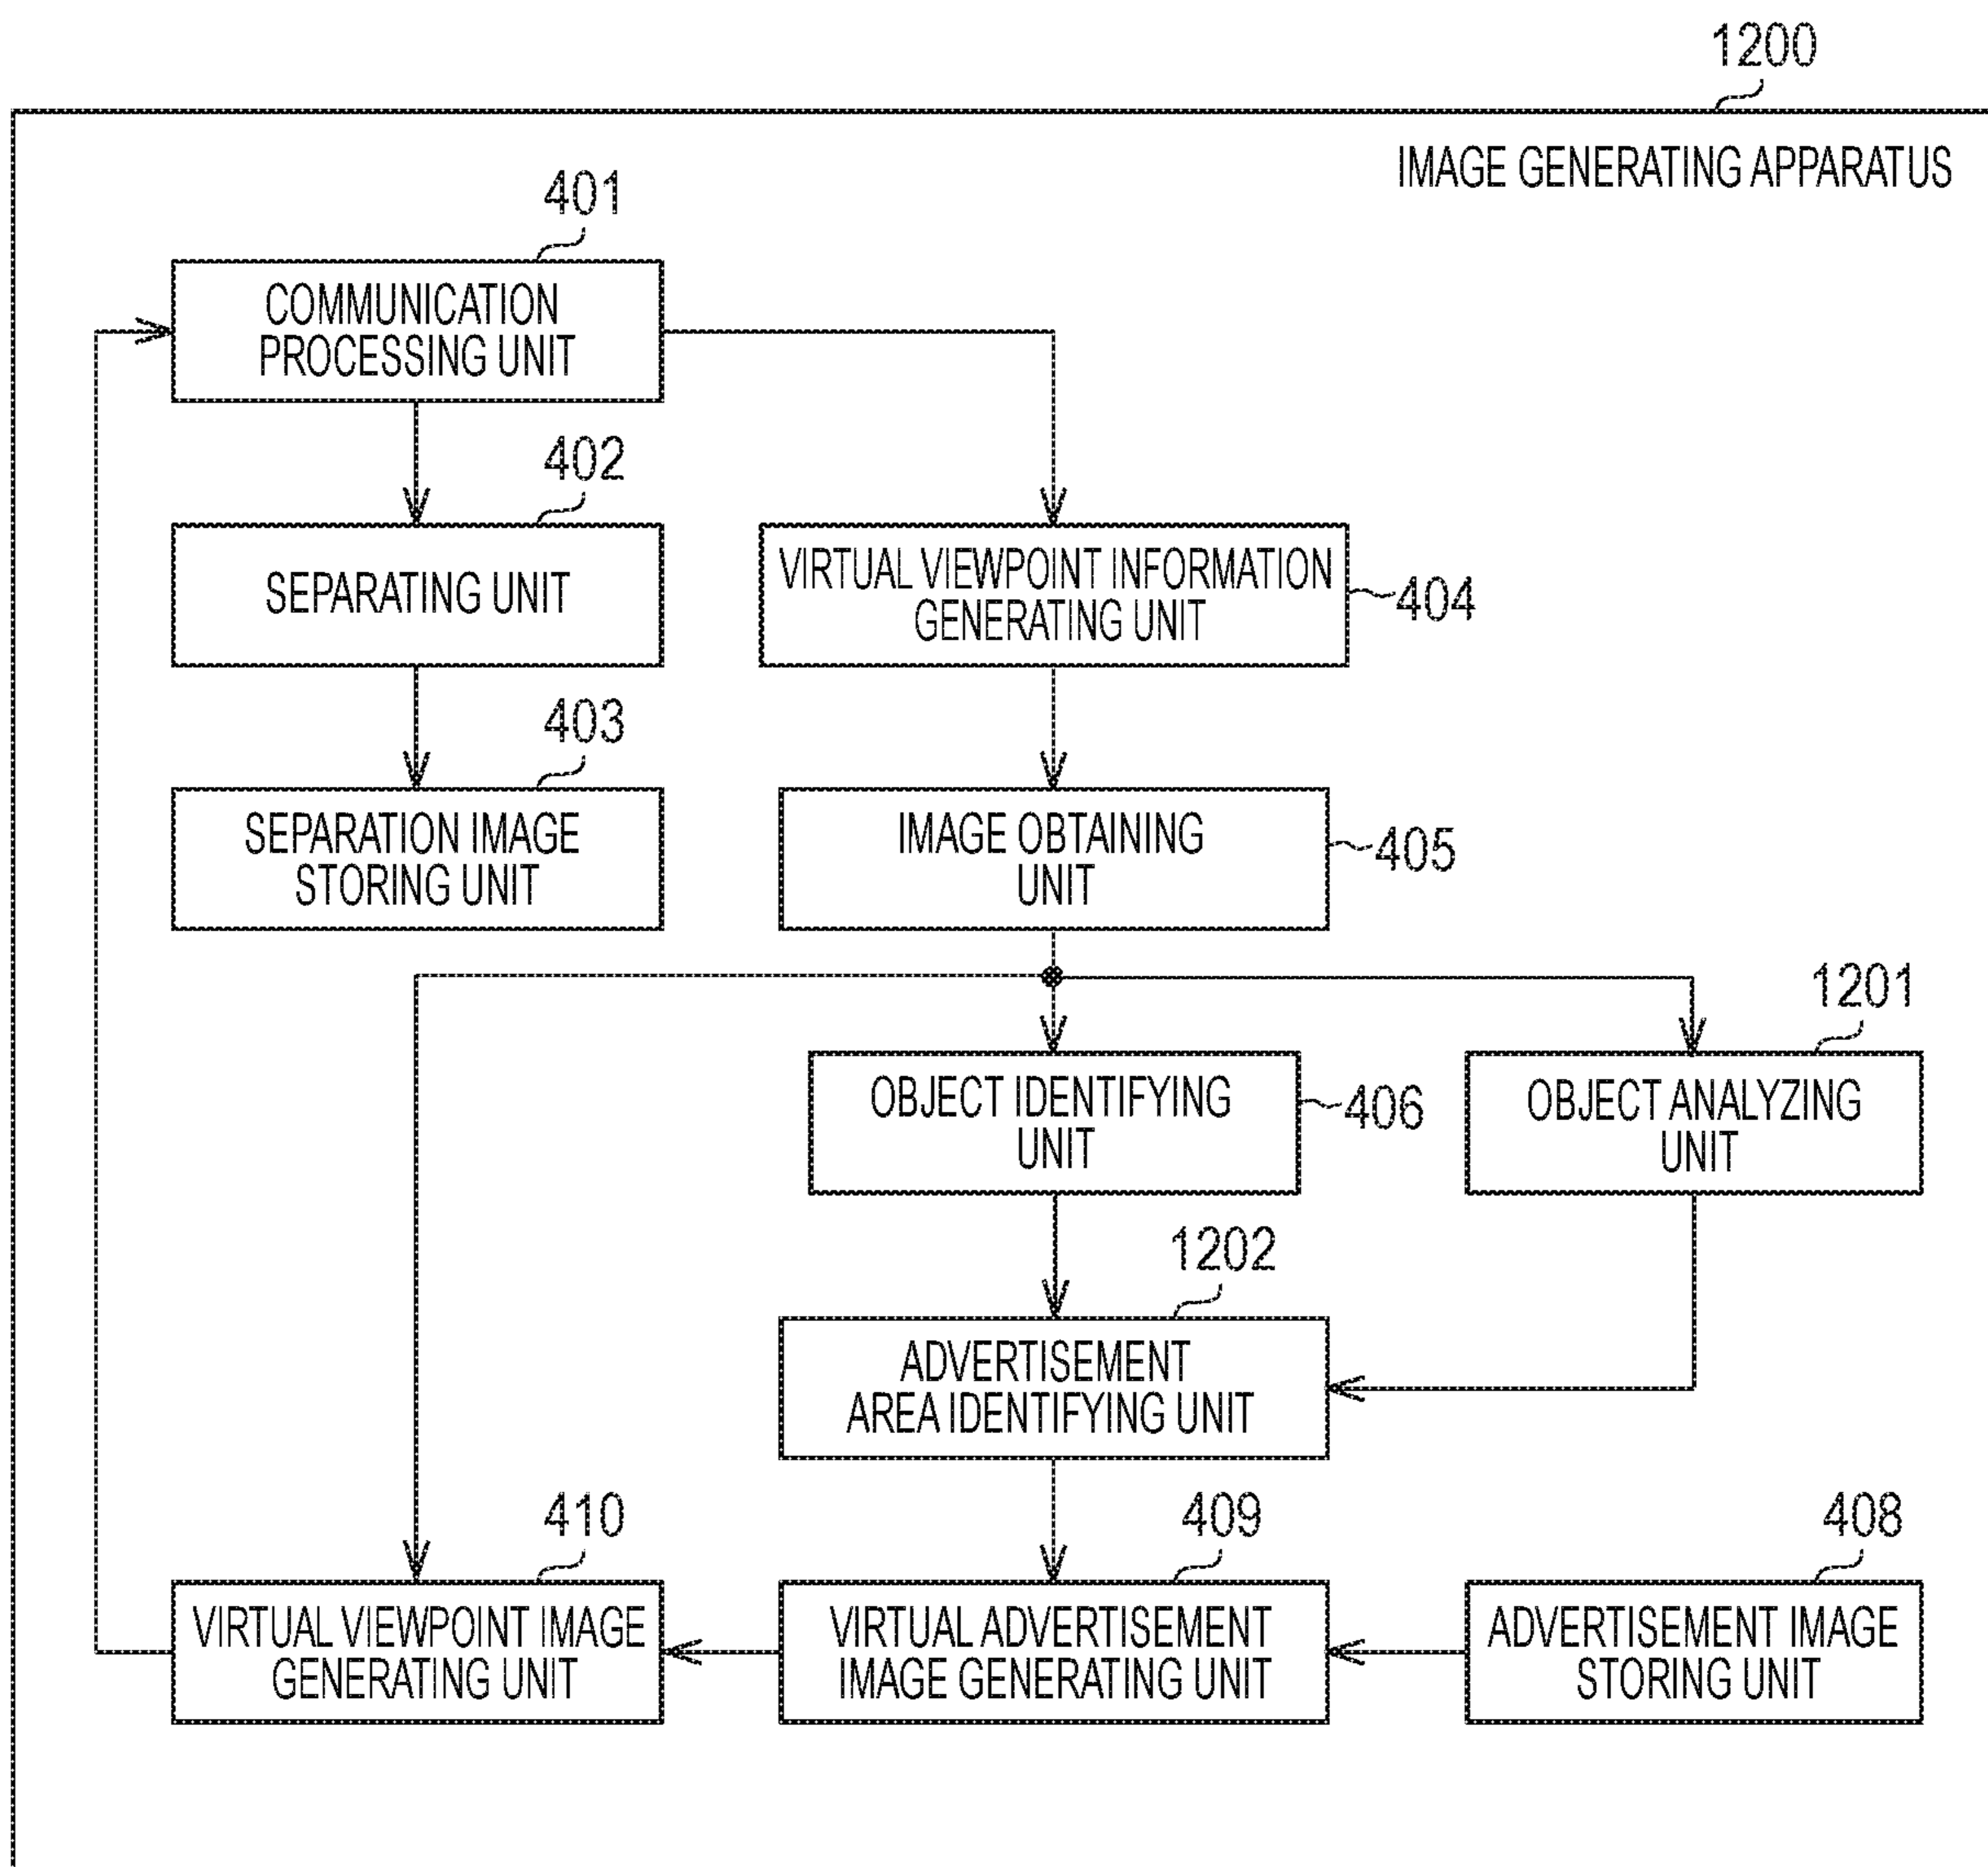 1200
IMAGE GENERATING APPARATUS
401
COMMUNICATION
PROCESSING UNIT
402
SEPARATING UNIT
VIRTUAL VIEWPOINT INFORMATION
GENERATING UNIT
404
403
SEPARATION IMAGE
STORING UNIT
IMAGE OBTAINING
UNIT
405
1201
OBJECT IDENTIFYING
UNIT
406
OBJECT ANALYZING
UNIT
1202
ADVERTISEMENT
AREA IDENTIFYING UNIT
410
409
408
VIRTUAL VIEWPOINT IMAGE
GENERATING UNIT
VIRTUAL ADVERTISEMENT
IMAGE GENERATING UNIT
ADVERTISEMENT IMAGE
STORING UNIT